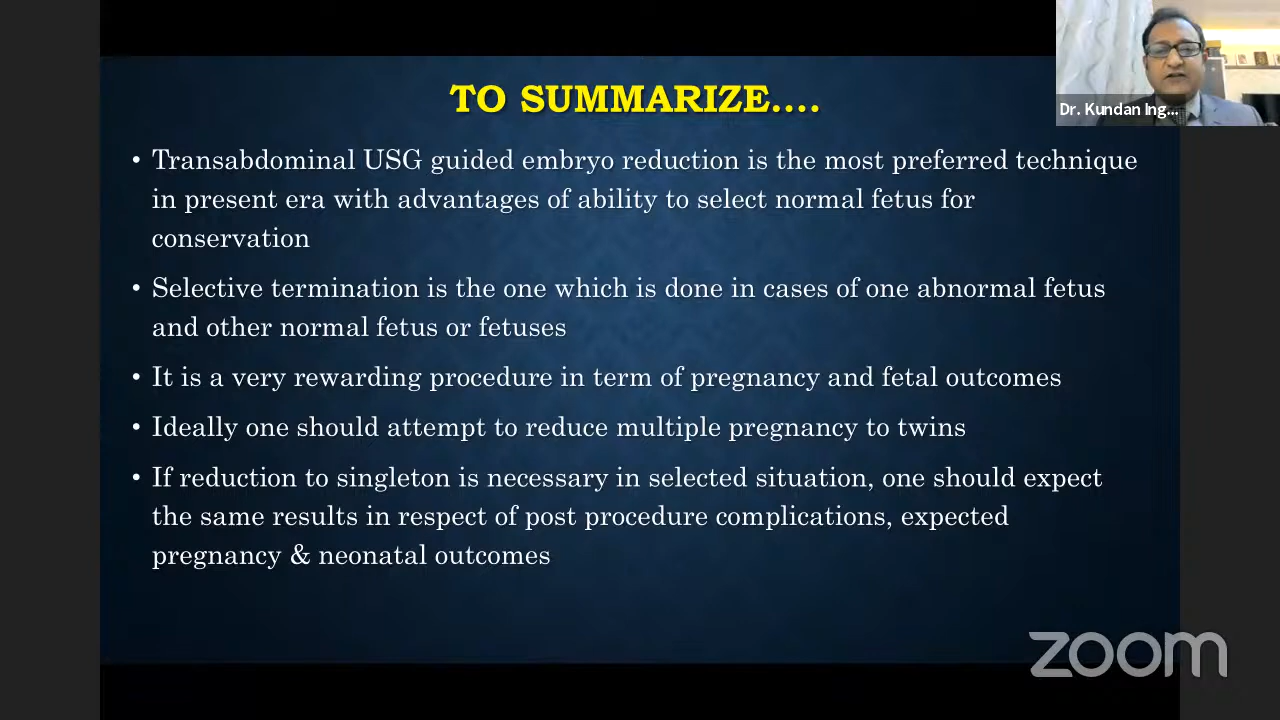 TO SUMMARIZE....
Dr. Kundan Ing...
• Transabdominal USG guided embryo reduction is the most preferred technique
in present era with advantages of ability to select normal fetus for
conservation
• Selective termination is the one which is done in cases of one abnormal fetus
and other normal fetus or fetuses
• It is a very rewarding procedure in term of pregnancy and fetal outcomes
• Ideally one should attempt to reduce multiple pregnancy to twins
• If reduction to singleton is necessary in selected situation, one should expect
the same results in respect of post procedure complications, expected
pregnancy & neonatal outcomes
zoom